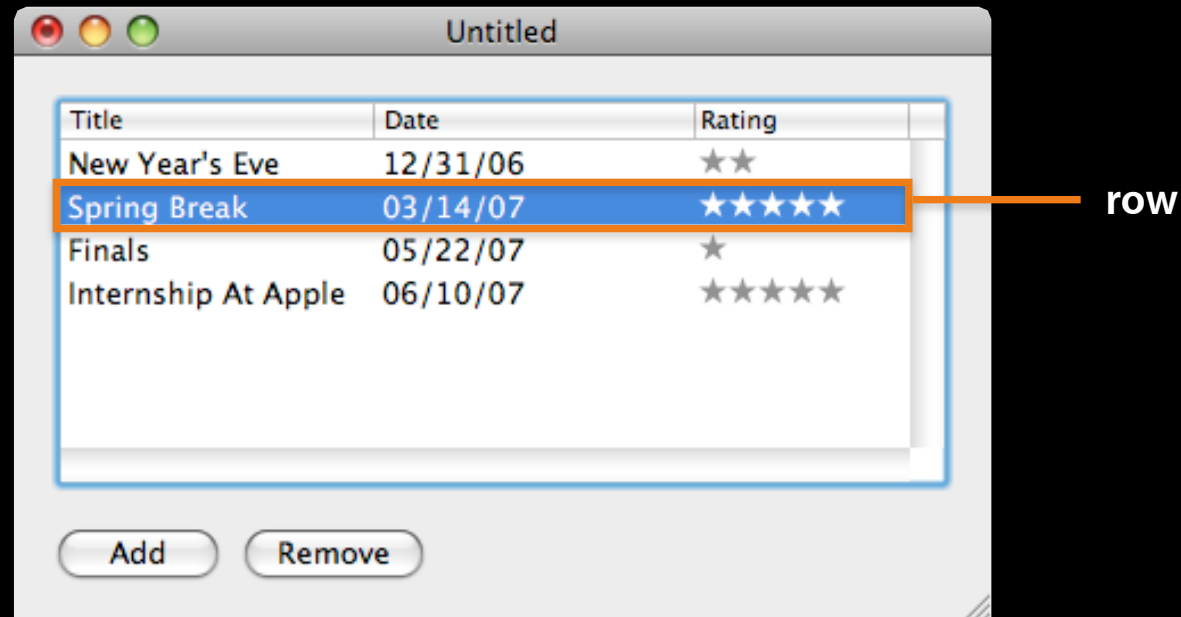 Untitled
Title Date Rating
New Year's Eve 12/31/06 ★★
Spring Break 03/14/07 ★★★★★
row
Finals 05/22/07 ★
Internship At Apple 06/10/07 ★★★★★
Add Remove